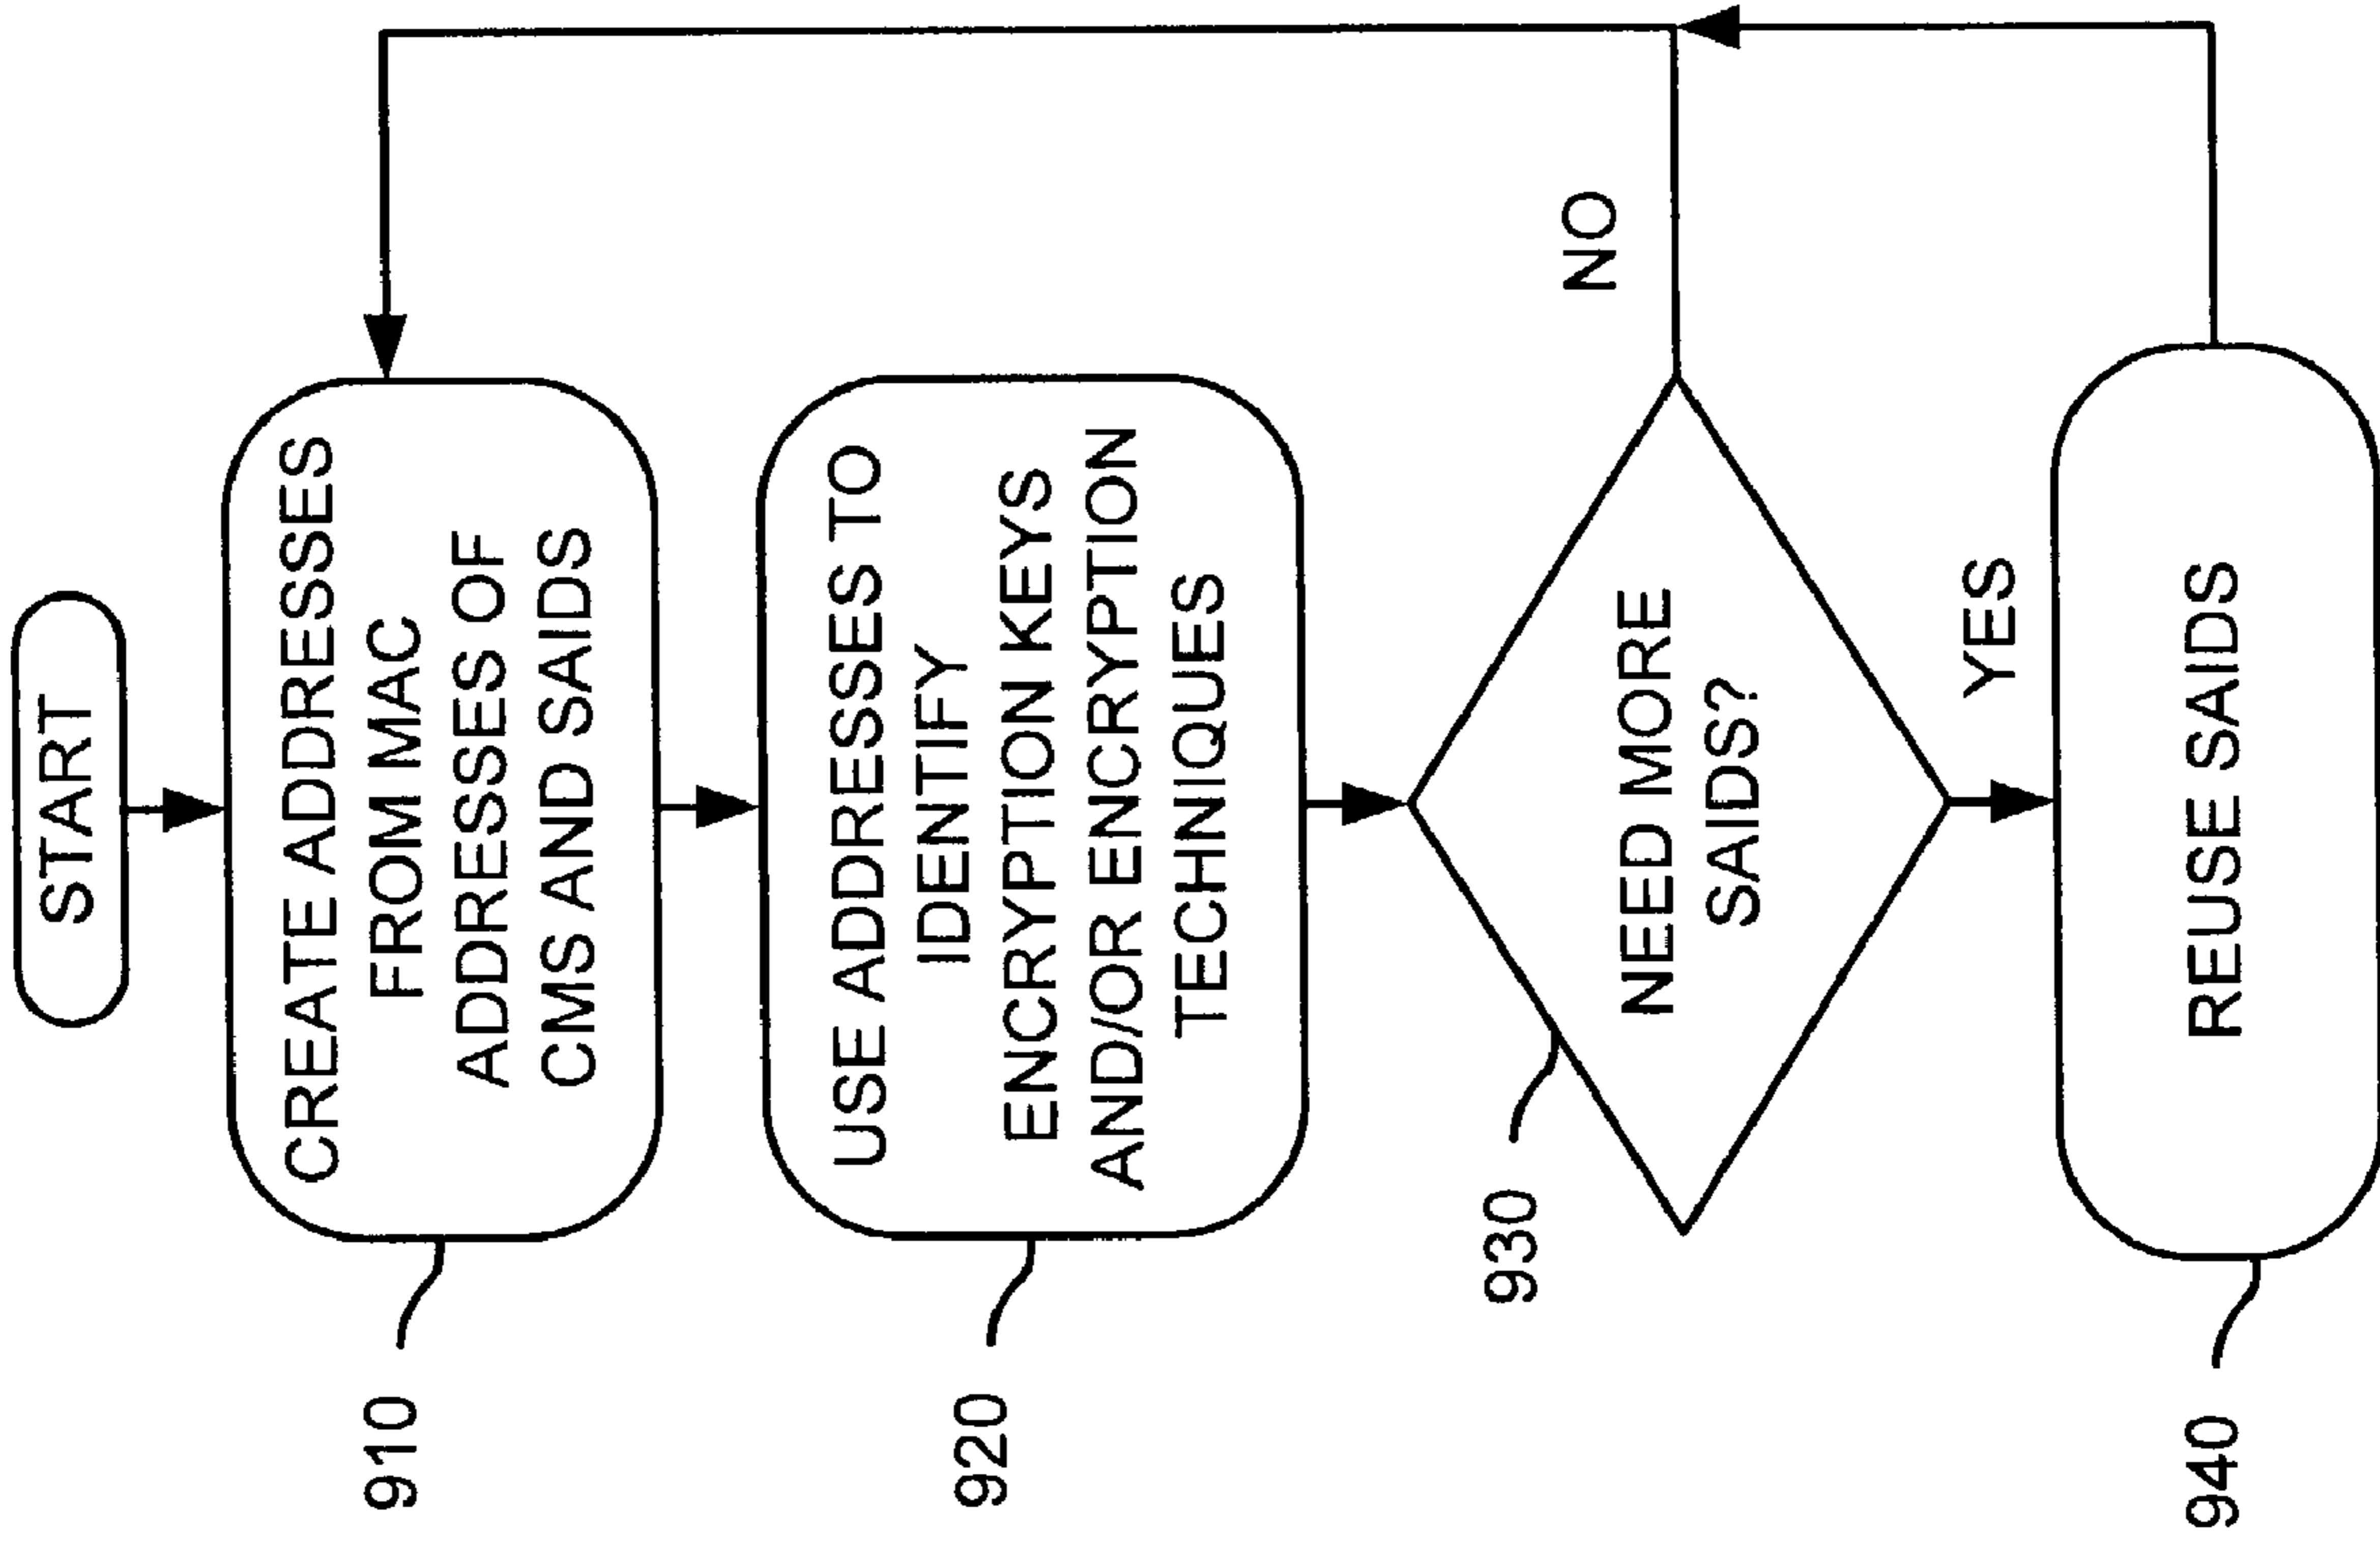 START
CREATE ADDRESSES
FROM MAC
ADDRESSES OF
CMS AND SAIDS
910
USE ADDRESSES TO
IDENTIFY
ENCRYPTION KEYS
AND/OR ENCRYPTION
TECHNIQUES
920
NEED MORE
SAIDS?
930
NO
YES
REUSE SAIDS
940